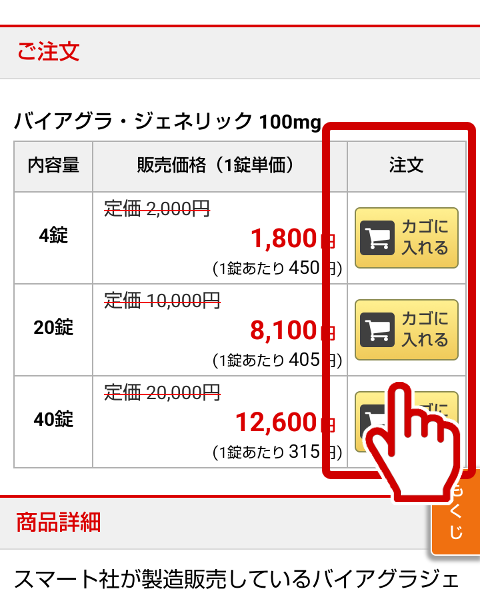 ご注文
バイアグラ・ジェネリック 100mg
内容量 販売価格（1錠単価） 注文
定価 2,000円
4錠 1,800円 カゴに
入れる
(1錠あたり 450円)
定価 10,000円
20錠 8,100円 カゴに
入れる
(1錠あたり 405円)
定価 20,000円
40錠 12,600円
(1錠あたり 315円)
くじ
商品詳細
スマート社が製造販売しているバイアグラジェ